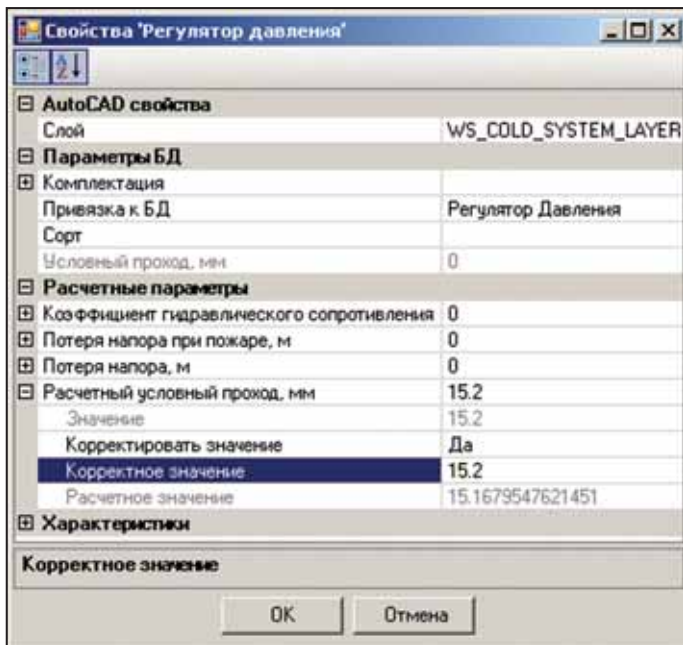 Свойства 'Регулятор давления'
AutoCAD свойства
Слой WS_COLD_SYSTEM_LAYER
Параметры БД
Комплектация
Привязка к БД Регулятор Давления
Сорт
Условный проход, мм 0
Расчетные параметры
Коэффициент гидравлического сопротивления 0
Потеря напора при пожаре, м 0
Потеря напора, м 0
Расчетный условный проход, мм 15.2
Значение 15.2
Корректировать значение Да
Корректное значение 15.2
Расчетное значение 15.1679547621451
Характеристики
Корректное значение
OK Отмена